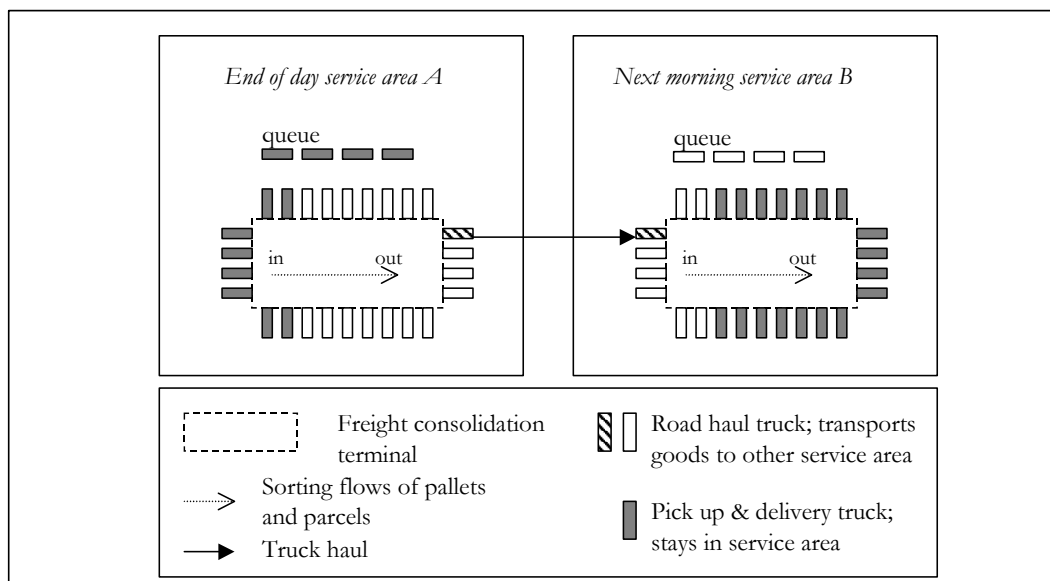 End of day service area A
Next morning service area B
queue
queue
in
out
in
out
Freight consolidation
terminal
Sorting flows of pallets
and parcels
Truck haul
Road haul truck; transports
goods to other service area
Pick up & delivery truck;
stays in service area